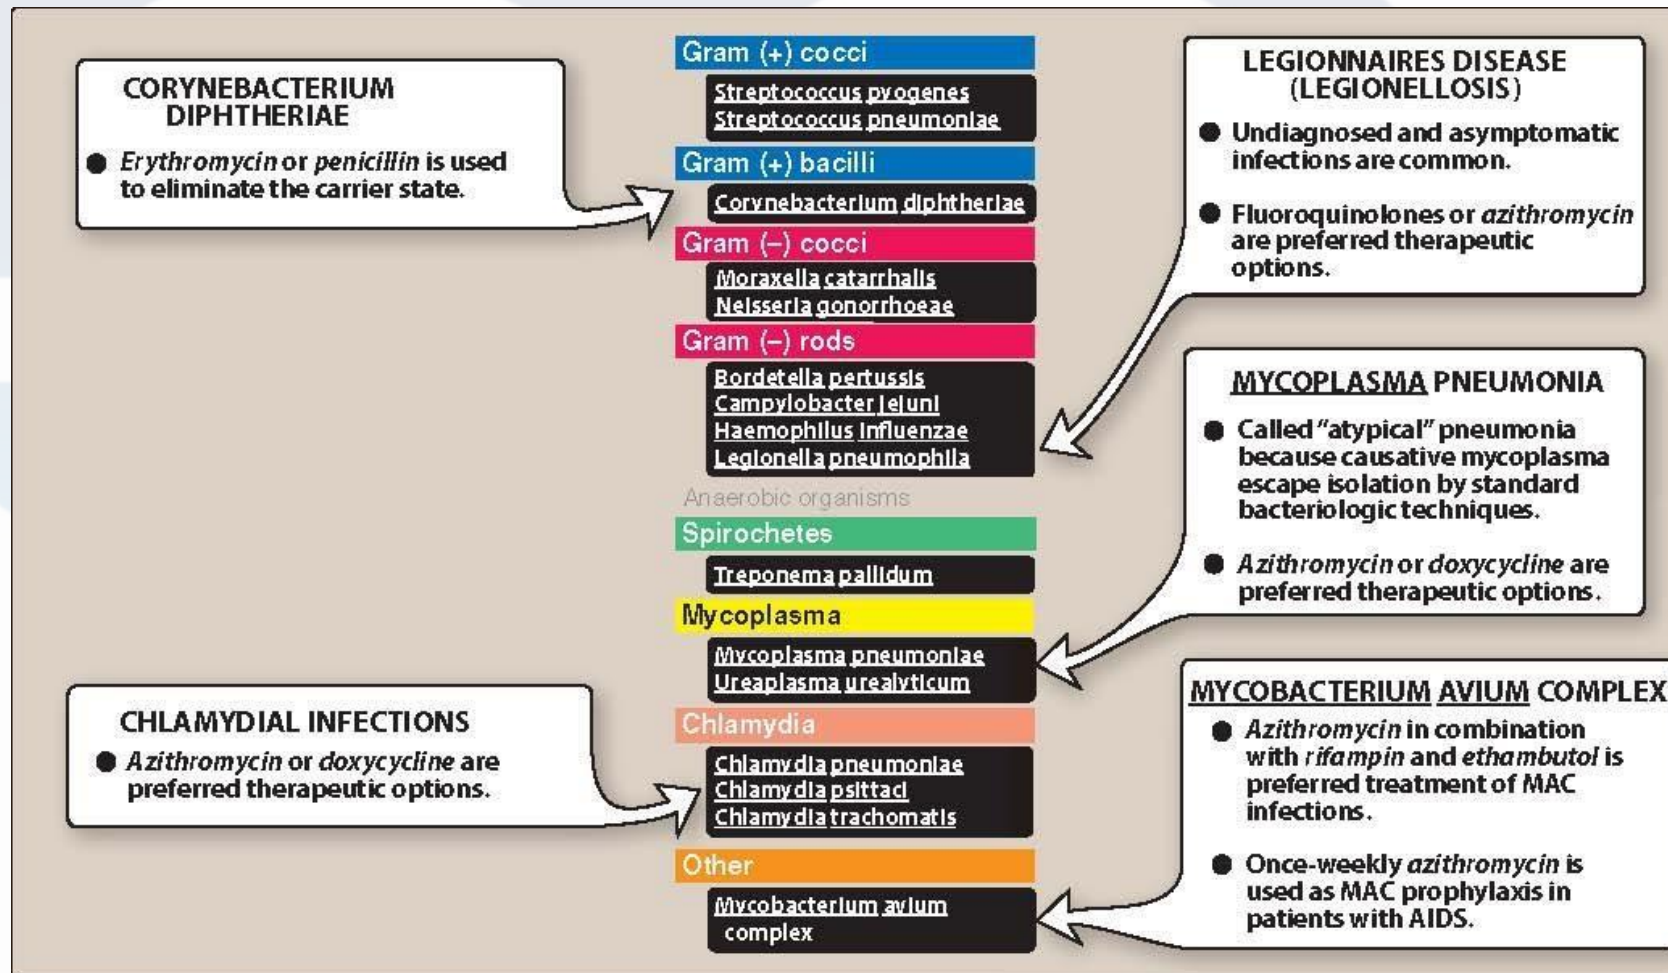 CORYNEBACTERIUM
DIPHTHERIAE
● Erythromycin or penicillin is used
to eliminate the carrier state.
CHLAMYDIAL INFECTIONS
● Azithromycin or doxycycline are
preferred therapeutic options.
Gram (+) cocci
Streptococcus pyogenes
Streptococcus pneumoniae
Gram (+) bacilli
Corynebacterium diphtheriae
Gram (–) cocci
Moraxella catarrhalis
Neisseria gonorrhoeae
Gram (–) rods
Bordetella pertussis
Campylobacter jejuni
Haemophilus influenzae
Legionella pneumophila
Anaerobic organisms
Spirochetes
Treponema pallidum
Mycoplasma
Mycoplasma pneumoniae
Ureaplasma urealyticum
Chlamydia
Chlamydia pneumoniae
Chlamydia psittaci
Chlamydia trachomatis
Other
Mycobacterium avium
complex
LEGIONNAIRES DISEASE
(LEGIONELLOSIS)
● Undiagnosed and asymptomatic
infections are common.
● Fluoroquinolones or azithromycin
are preferred therapeutic
options.
MYCOPLASMA PNEUMONIA
● Called "atypical" pneumonia
because causative mycoplasma
escape isolation by standard
bacteriologic techniques.
● Azithromycin or doxycycline are
preferred therapeutic options.
MYCOBACTERIUM AVIUM COMPLEX
● Azithromycin in combination
with rifampin and ethambutol is
preferred treatment of MAC
infections.
● Once-weekly azithromycin is
used as MAC prophylaxis in
patients with AIDS.